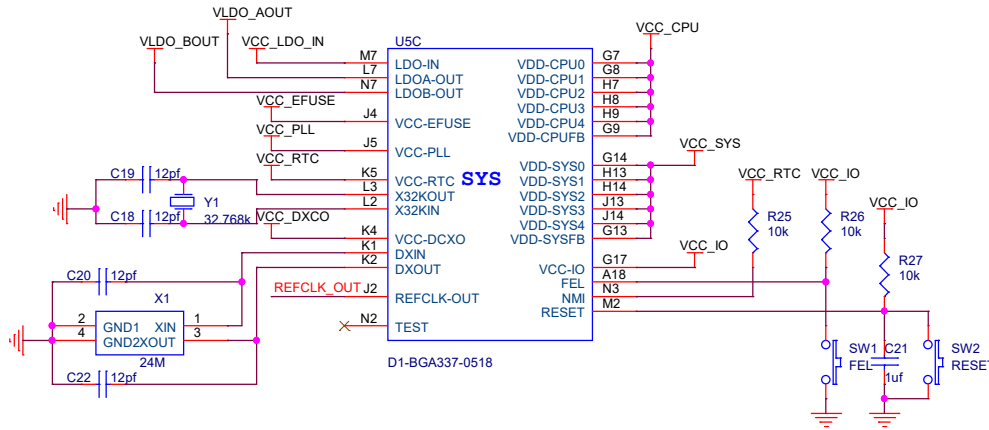 VLDO_AOUT
VLDO_BOUT
VCC_LDO_IN
VCC_EFUSE
VCC_PLL
VCC_RTC
C19 12pf
Y1
C18 12pf
32.768k
VCC_DXCO
C20 12pf
REFCLK_OUT
X1
2 GND1 XIN 1
4 GND2XOUT 3
24M
C22 12pf
U5C
M7 LDO-IN
L7 LDOA-OUT
N7 LDOB-OUT
J4 VCC-EFUSE
J5 VCC-PLL
K5 VCC-RTC
L3 X32KOUT
L2 X32KIN
K4 VCC-DCXO
K1 DXIN
K2 DXOUT
J2 REFCLK-OUT
N2 TEST
SYS
VDD-CPU0 G7
VDD-CPU1 G8
VDD-CPU2 H7
VDD-CPU3 H8
VDD-CPU4 H9
VDD-CPUFB G9
VDD-SYS0 G14
VDD-SYS1 H13
VDD-SYS2 H14
VDD-SYS3 J13
VDD-SYS4 J14
VDD-SYSFB G13
VCC-IO G17
FEL A18
NMI N3
RESET M2
D1-BGA337-0518
VCC_CPU
VCC_SYS
VCC_IO
VCC_RTC
VCC_IO
VCC_IO
R25
10k
R26
10k
R27
10k
SW1
FEL
C21
1uf
SW2
RESET